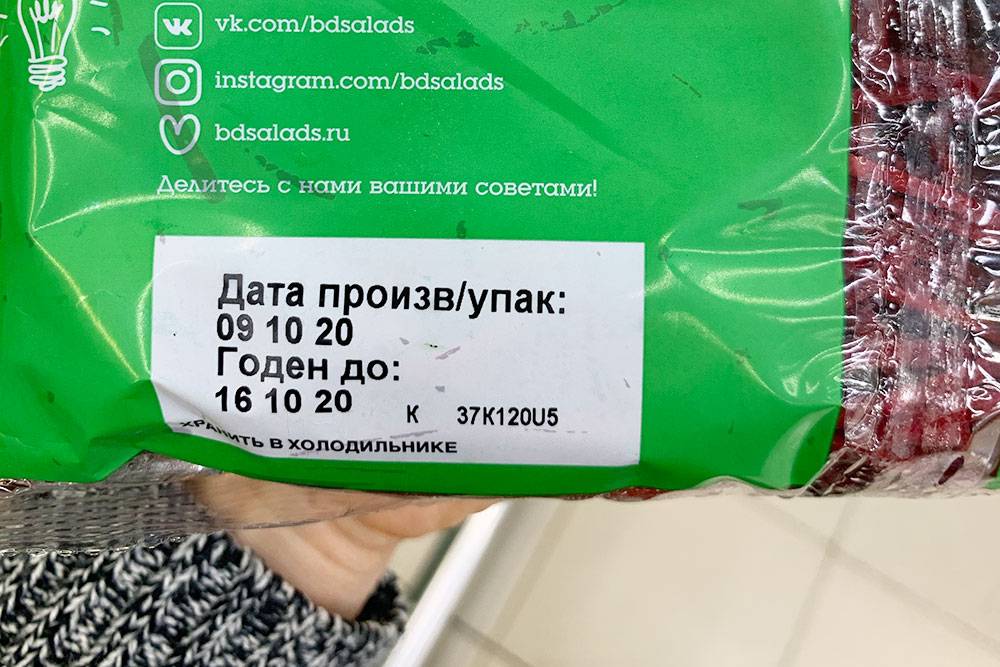 vk.com/bdsalads
instagram.com/bdsalads
bdsalads.ru
Делитесь с нами вашими советами!
Дата произв/упак:
09 10 20
Годен до:
16 10 20
К 37K120U5
ХРАНИТЬ В ХОЛОДИЛЬНИКЕ